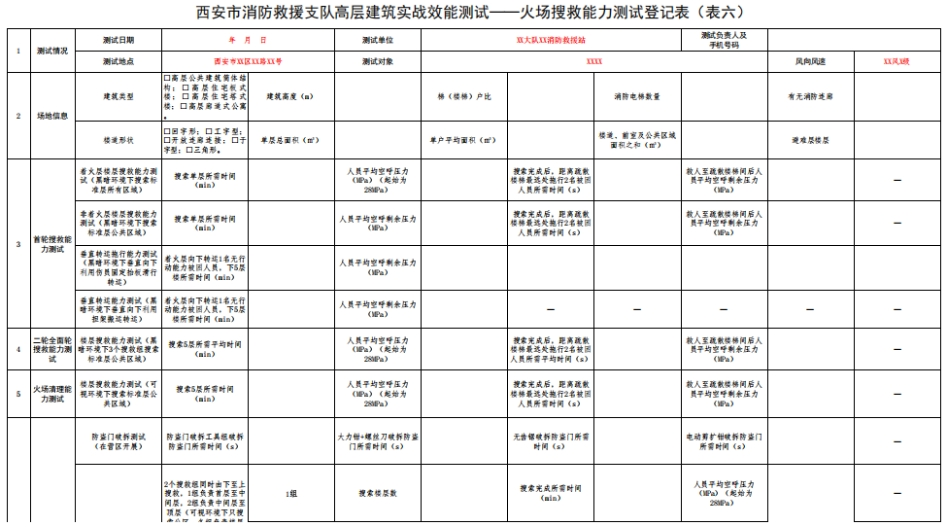 西安市消防救援支队高层建筑实战效能测试——火场搜救能力测试登记表（表六）
1
测试情况
测试日期
年 月 日
测试单位
XX大队XX消防救援站
测试负责人及
手机号码
测试地点
西安市XX区XX路XX号
测试对象
XXXX
风向风速
XX风X级
2
场地信息
建筑类型
☐高层公共建筑筒体结
构；☐高层住宅板式
楼；☐高层住宅塔式
楼；☐高层廊道式公寓
。
建筑高度（m）
梯（楼梯）户比
消防电梯数量
有无消防连廊
楼道形状
☐回字形；☐工字型；
☐开放连廊连接；☐于
字型；☐三角形。
单层总面积（㎡）
单户平均面积（㎡）
楼道、前室及公共区域
面积之和（㎡）
避难层楼层
3
首轮搜救能
力测试
着火层楼层搜救能力测
试（黑暗环境下搜索标
准层所有区域）
搜索单层所需时间
（min）
人员平均空呼压力
（MPa）（起始为
28MPa）
搜索完成后，距离疏散
楼梯最远处拖行2名被困
人员所需时间（s）
救人至疏散楼梯间后人
员平均空呼剩余压力
（MPa）
—
非着火层楼层搜救能力
测试（黑暗环境下搜索
标准层公共区域）
搜索单层所需时间
（min）
人员平均空呼剩余压力
（MPa）
搜索完成后，距离疏散
楼梯最远处拖行2名被困
人员所需时间（s）
救人至疏散楼梯间后人
员平均空呼剩余压力
（MPa）
—
垂直转运拖行能力测试
（黑暗环境下垂直向下
利用伤员固定抬板滑行
转运）
着火层向下转运1名无行
动能力被困人员，下5层
楼所需时间（min）
人员平均空呼剩余压力
（MPa）
垂直转运能力测试（黑
暗环境下垂直向下利用
担架搬运转运）
着火层向下转运1名无行
动能力被困人员，下5层
楼所需时间（min）
人员平均空呼剩余压力
（MPa）
— — — — —
4
二轮全面轮
搜救能力测
试
楼层搜救能力测试（黑
暗环境下3个搜救组搜索
标准层公共区域）
搜索5层所需平均时间
（min）
人员平均空呼压力
（MPa）（起始为
28MPa）
搜索完成后，距离疏散
楼梯最远处拖行2名被困
人员所需平均时间（s）
救人至疏散楼梯间后人
员平均空呼剩余压力
（MPa）
—
5
火场清理能
力测试
楼层搜救能力测试（可
视环境下搜索标准层公
共区域）
搜索5层所需时间
（min）
人员平均空呼压力
（MPa）（起始为
28MPa）
搜索完成后，距离疏散
楼梯最远处拖行2名被困
人员所需时间（s）
救人至疏散楼梯间后人
员平均空呼剩余压力
（MPa）
—
防盗门破拆测试
（在营区开展）
防盗门破拆工具组破拆
防盗门所需时间（s）
大力钳+螺丝刀破拆防盗
门所需时间（s）
无齿锯破拆防盗门所需
时间（s）
电动剪扩钳破拆防盗门
所需时间（s）
—
2个搜救组同时由下至上
搜救，1组负责首层至中
间层，2组负责中间层至
顶层（可视环境下只搜
1组
搜索楼层数
搜索完成所需时间
（min）
人员平均空呼压力
（MPa）（起始为
28MPa）
—